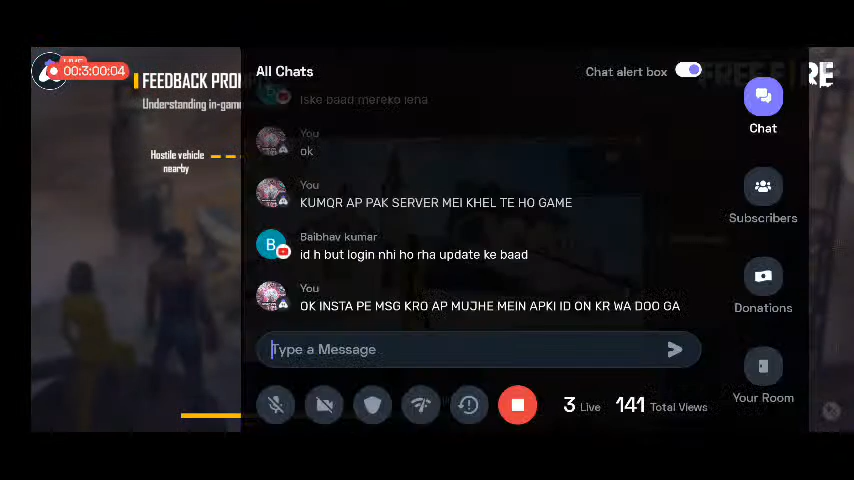 00:3:00:04
FEEDBACK PRO
Understanding in-gam
Hostile vehicle
nearby
All Chats
Chat alert box
FREE FIRE
Iske baad mereko lena
You
ok
You
KUMQR AP PAK SERVER MEI KHEL TE HO GAME
B
Baibhav kumar
id h but login nhi ho rha update ke baad
You
OK INSTA PE MSG KRO AP MUJHE MEIN APKI ID ON KR WA DOO GA
Type a Message
3 Live
141 Total Views
Chat
Subscribers
Donations
Your Room